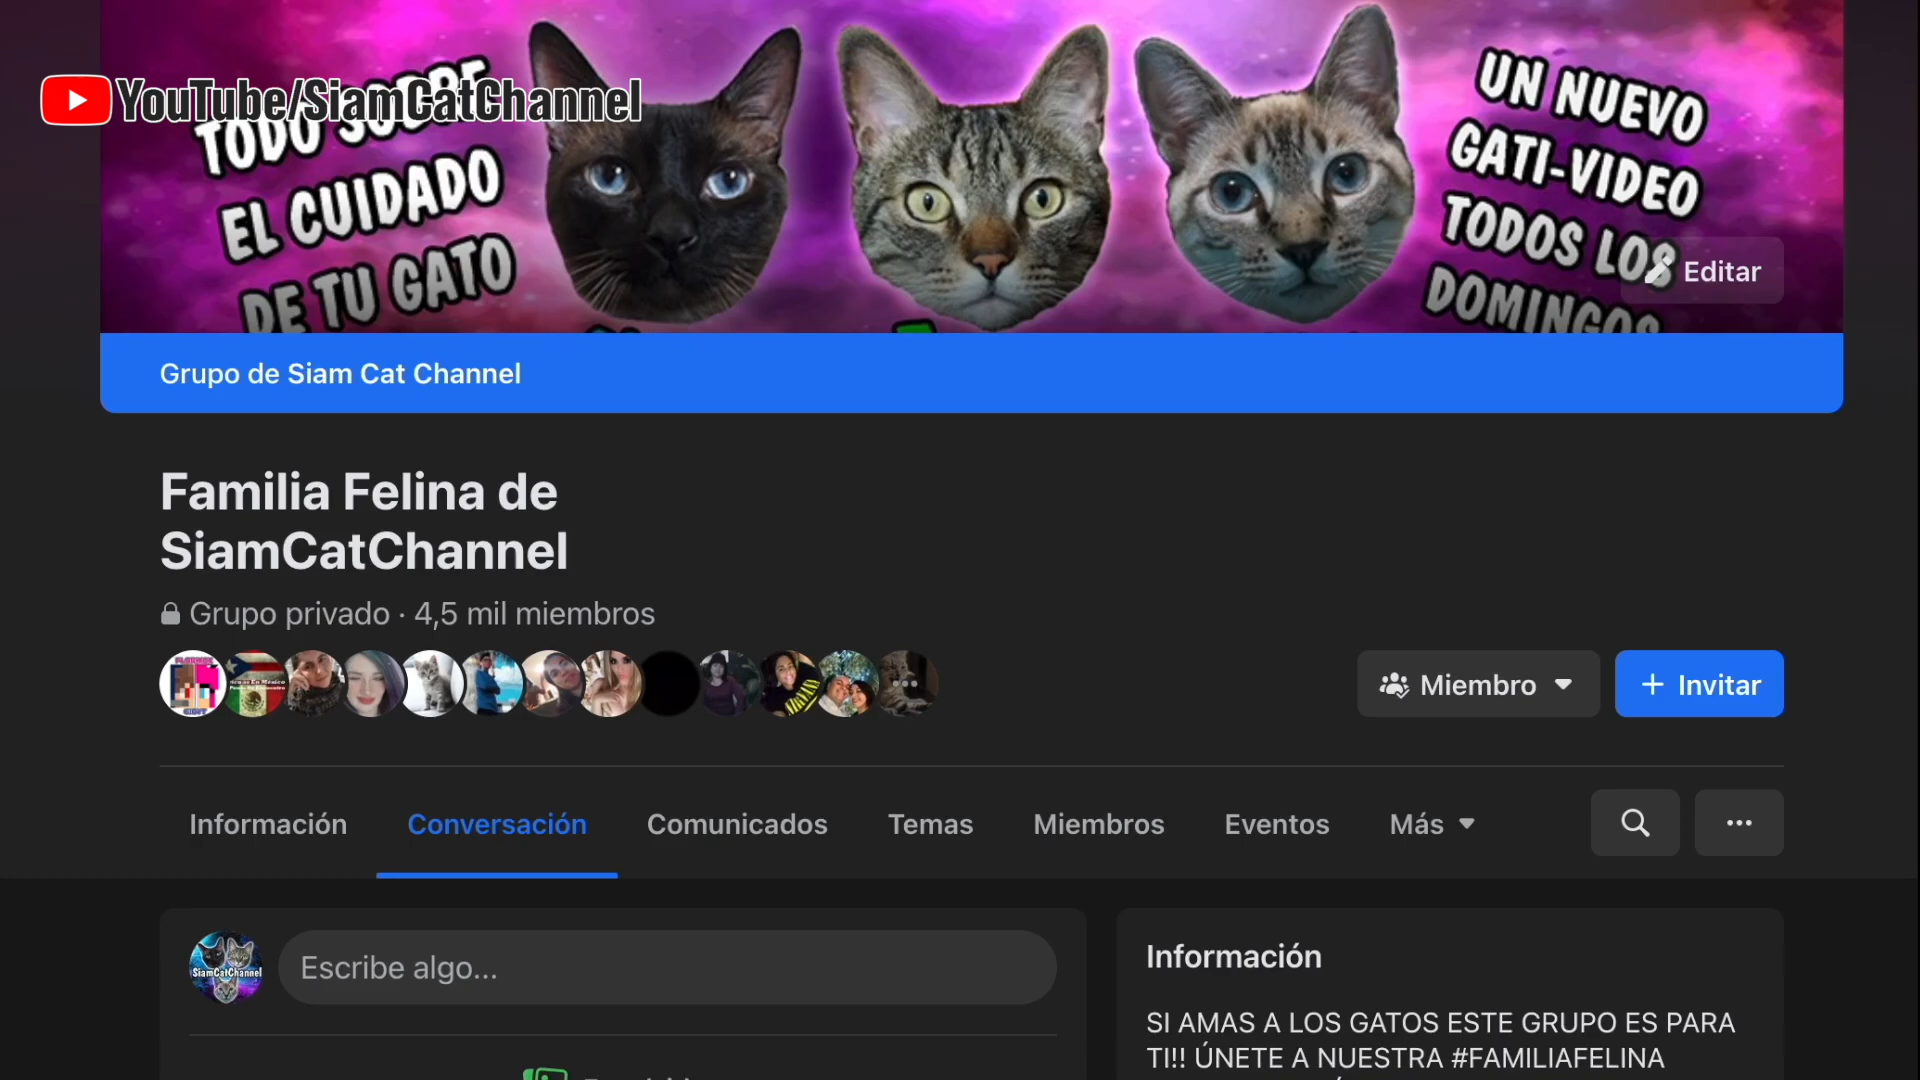 YouTube/SiamCatChannel
TODO SOBRE
EL CUIDADO
DE TU GATO
UN NUEVO
GATI-VIDEO
TODOS LOS
DOMINGOS
Editar
Grupo de Siam Cat Channel
Familia Felina de
SiamCatChannel
Grupo privado · 4,5 mil miembros
Miembro
+ Invitar
Información
Conversación
Comunicados
Temas
Miembros
Eventos
Más
SiamCatChannel
Escribe algo...
Información
SI AMAS A LOS GATOS ESTE GRUPO ES PARA
TI!! ÚNETE A NUESTRA #FAMILIAFELINA